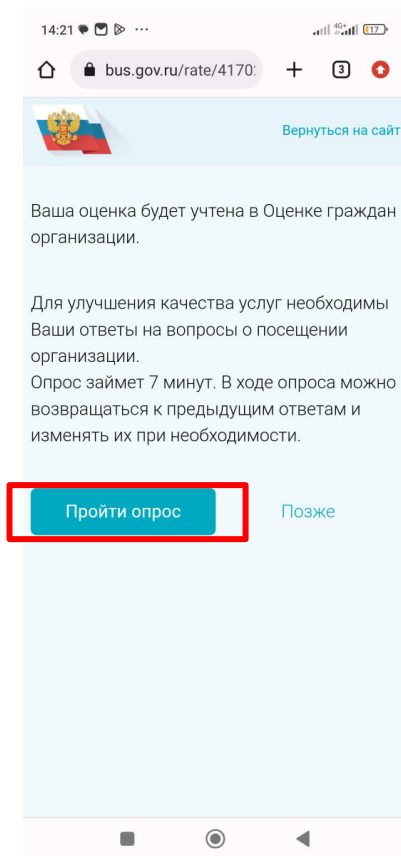 14:21 ... 4G+ 17
bus.gov.ru/rate/4170 3
Вернуться на сайт
Ваша оценка будет учтена в Оценке граждан
организации.
Для улучшения качества услуг необходимы
Ваши ответы на вопросы о посещении
организации.
Опрос займет 7 минут. В ходе опроса можно
возвращаться к предыдущим ответам и
изменять их при необходимости.
Пройти опрос Позже